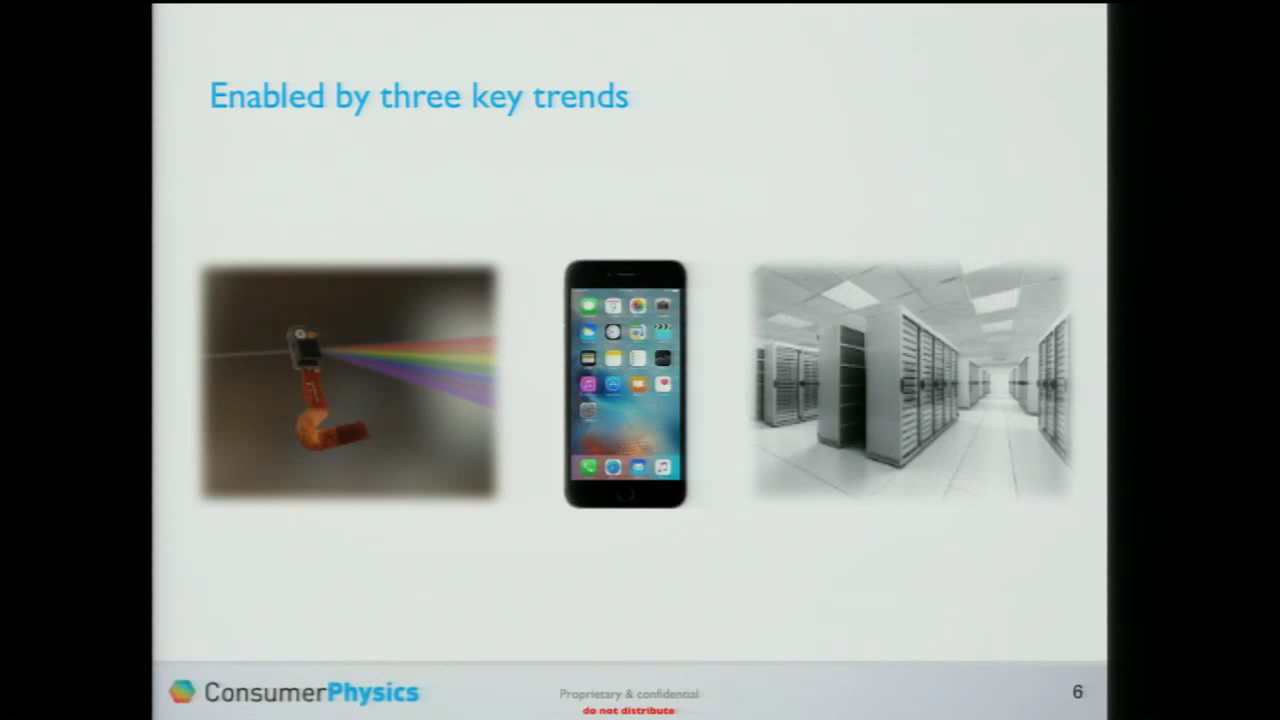 Enabled by three key trends
ConsumerPhysics
Proprietary & confidential
do not distribute
6